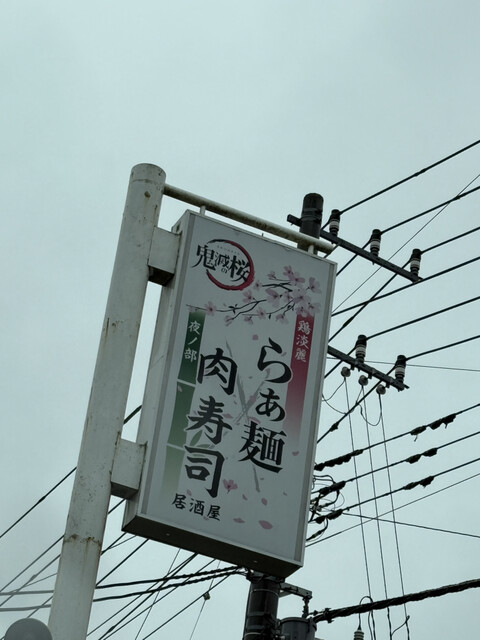 鬼滅の桜
鶏淡麗
らぁ麺
夜ノ部
肉寿司
居酒屋